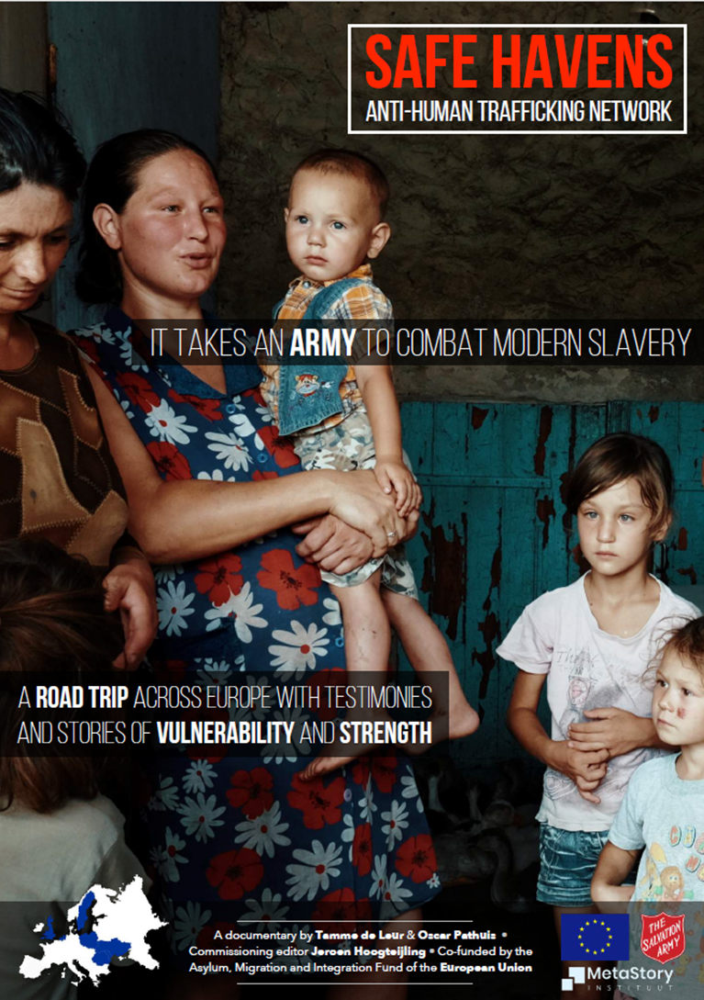 SAFE HAVENS
ANTI-HUMAN TRAFFICKING NETWORK
IT TAKES AN ARMY TO COMBAT MODERN SLAVERY
A ROAD TRIP ACROSS EUROPE WITH TESTIMONIES
AND STORIES OF VULNERABILITY AND STRENGTH
A documentary by Tamme de Leur & Oscar Pathuis •
Commissioning editor Jeroen Hoogteijling • Co-funded by the
Asylum, Migration and Integration Fund of the European Union
THE
SALVATION
ARMY
MetaStory
INSTITUUT